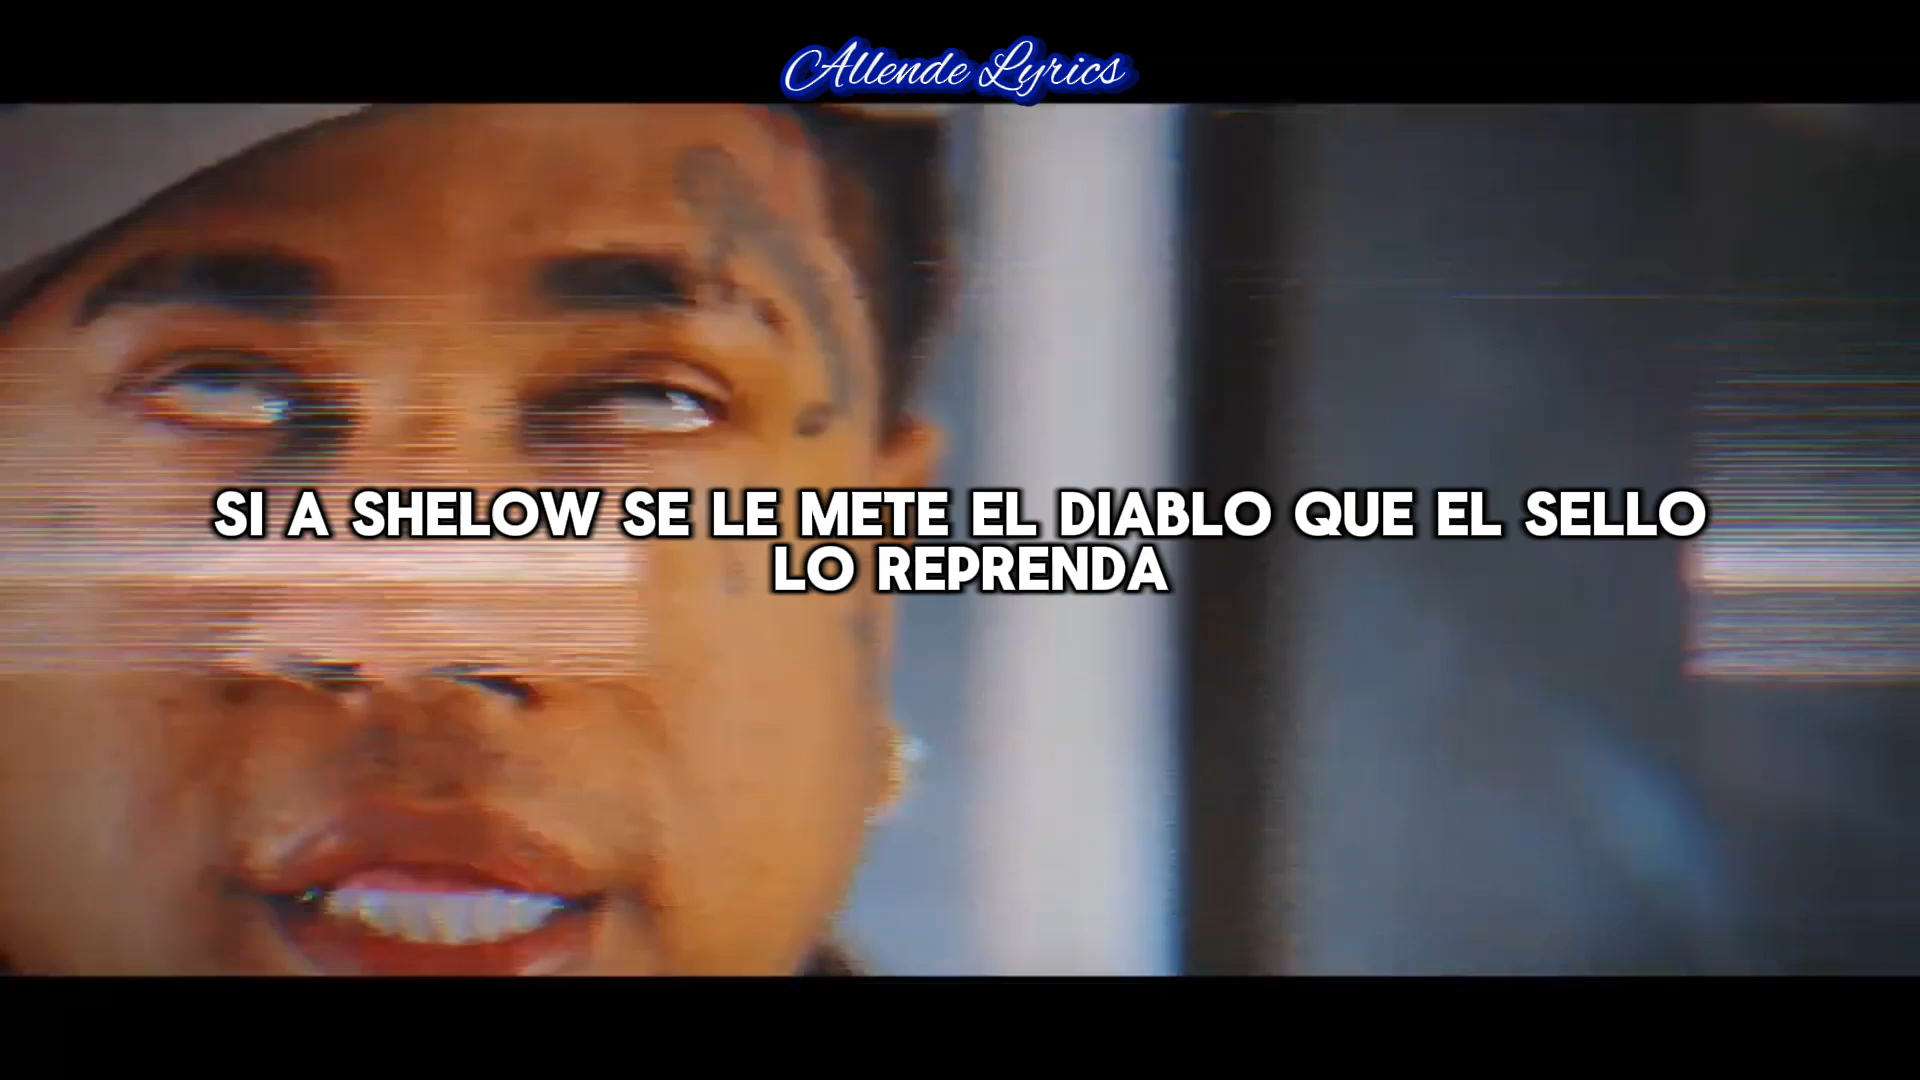 Allende Lyrics
SI A SHELOW SE LE METE EL DIABLO QUE EL SELLO
LO REPRENDA